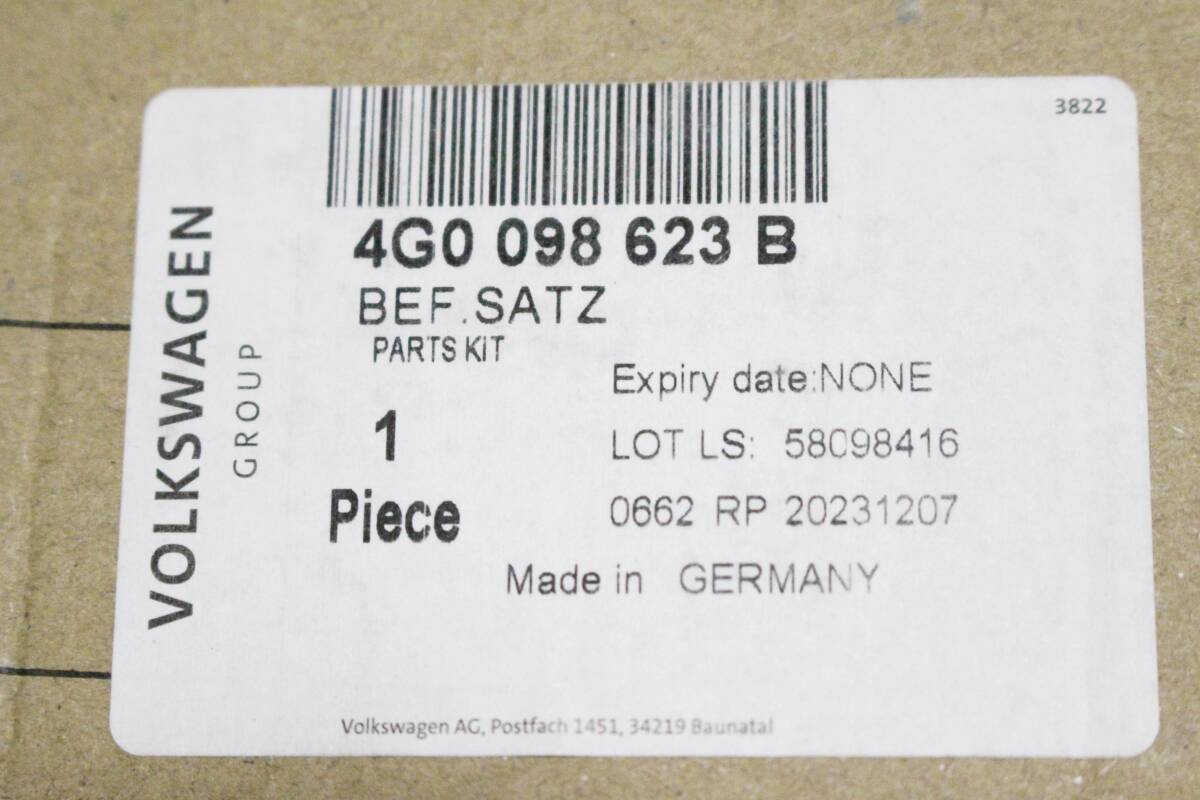 3822
VOLKSWAGEN
GROUP
4G0 098 623 B
BEF.SATZ
PARTS KiT
Expiry date:NONE
1
LOT LS: 58098416
Piece
0662 RP 20231207
Made in GERMANY
Volkswagen AG, Postfach 1451, 34219 Baunatal